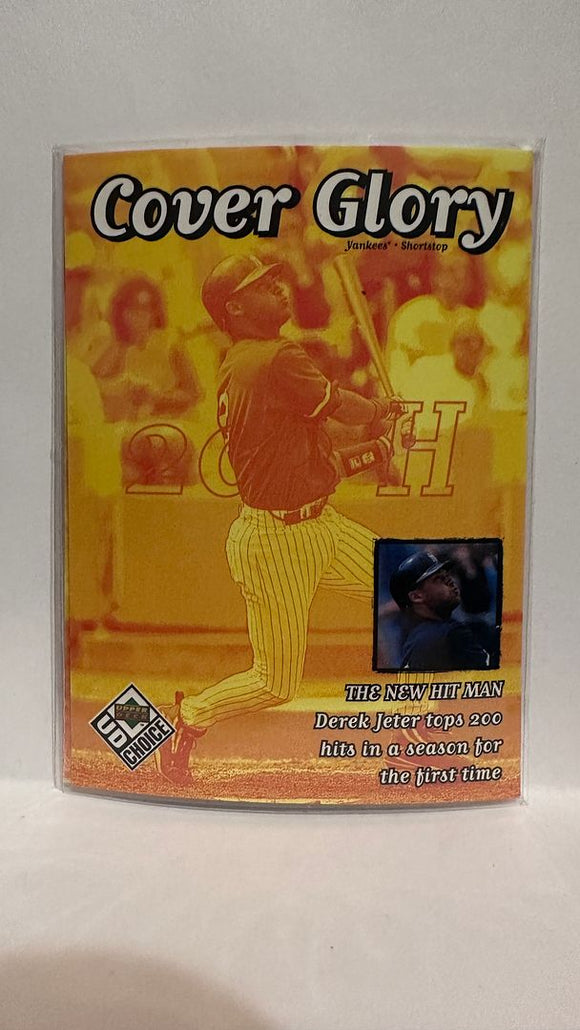 Cover Glory
Yankees® • Shortstop
H
THE NEW HIT MAN
Derek Jeter tops 200
hits in a season for
the first time
UPPER
DECK
CHOICE